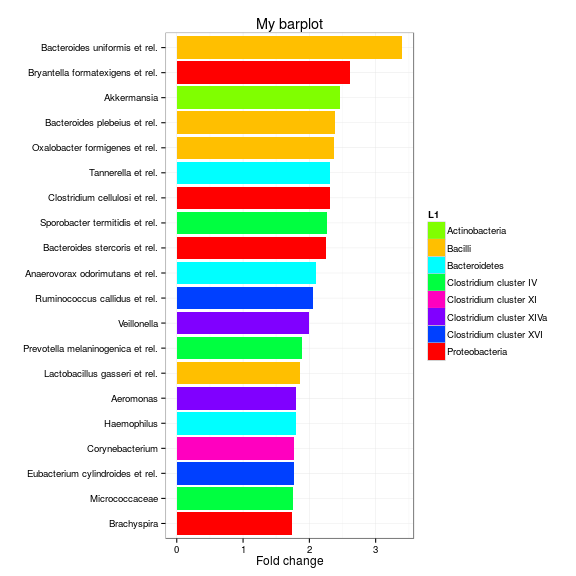 My barplot
Bacteroides uniformis et rel.
Bryantella formatexigens et rel.
Akkermansia
Bacteroides plebeius et rel.
Oxalobacter formigenes et rel.
Tannerella et rel.
Clostridium cellulosi et rel.
Sporobacter termitidis et rel.
Bacteroides stercoris et rel.
Anaerovorax odorimutans et rel.
Ruminococcus callidus et rel.
Veillonella
Prevotella melaninogenica et rel.
Lactobacillus gasseri et rel.
Aeromonas
Haemophilus
Corynebacterium
Eubacterium cylindroides et rel.
Micrococcaceae
Brachyspira
0 1 2 3
Fold change
L1
Actinobacteria
Bacilli
Bacteroidetes
Clostridium cluster IV
Clostridium cluster XI
Clostridium cluster XIVa
Clostridium cluster XVI
Proteobacteria